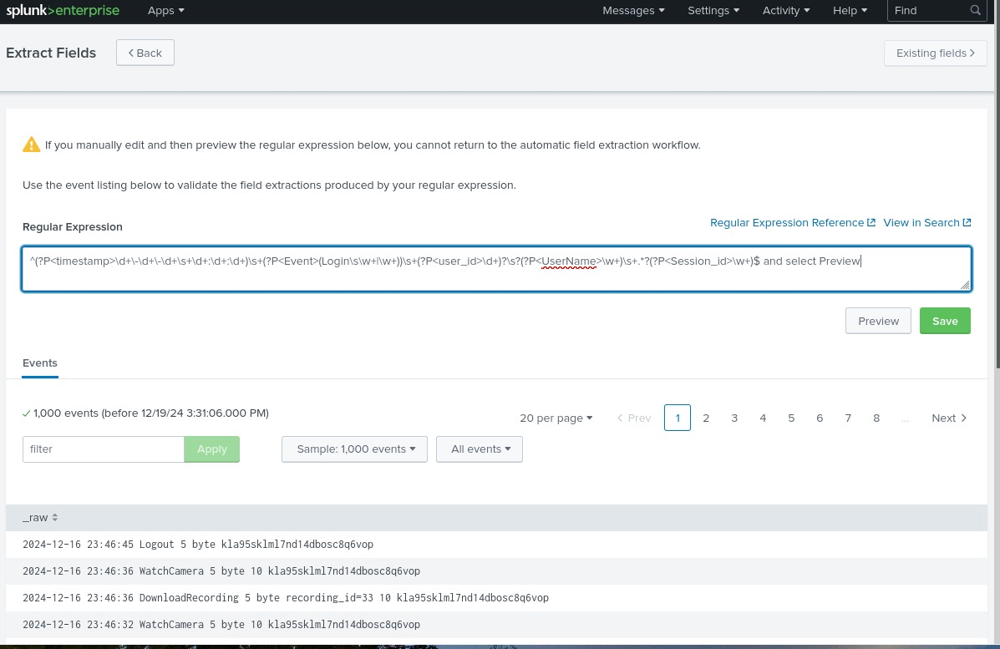 splunk>enterprise Apps Messages Settings Activity Help Find
Extract Fields < Back Existing fields >
If you manually edit and then preview the regular expression below, you cannot return to the automatic field extraction workflow.
Use the event listing below to validate the field extractions produced by your regular expression.
Regular Expression Regular Expression Reference View in Search
^(?P<timestamp>\d+\-\d+\-\d+\s+\d+:\d+:\d+)\s+(?P<Event>(Login\s\w+|\w+))\s+(?P<user_id>\d+)?\s?(?P<UserName>\w+)\s+.*?(?P<Session_id>\w+)$ and select Preview
Preview Save
Events
✓ 1,000 events (before 12/19/24 3:31:06.000 PM)
20 per page < Prev 1 2 3 4 5 6 7 8 ... Next >
filter Apply Sample: 1,000 events All events
_raw
2024-12-16 23:46:45 Logout 5 byte kla95sklml7nd14dbosc8q6vop
2024-12-16 23:46:36 WatchCamera 5 byte 10 kla95sklml7nd14dbosc8q6vop
2024-12-16 23:46:36 DownloadRecording 5 byte recording_id=33 10 kla95sklml7nd14dbosc8q6vop
2024-12-16 23:46:32 WatchCamera 5 byte 10 kla95sklml7nd14dbosc8q6vop